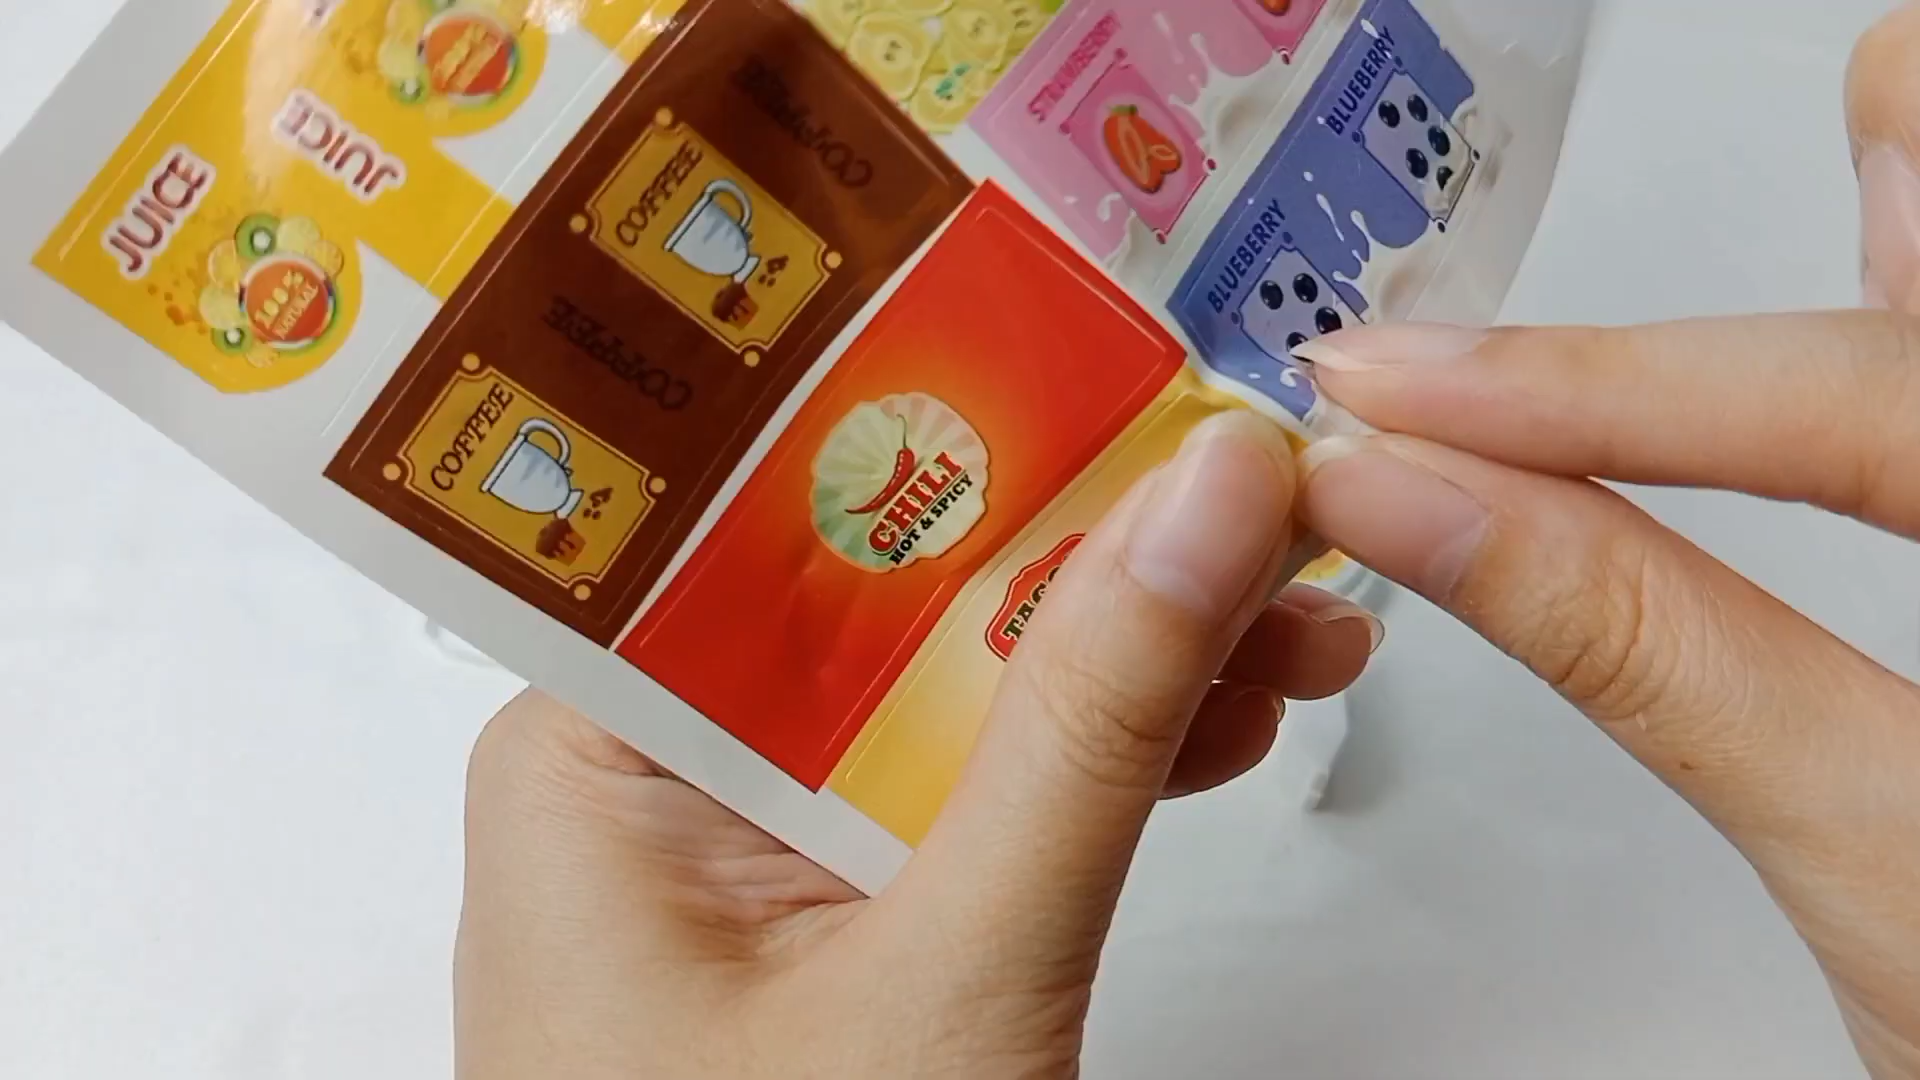 JUICE
JUICE
100%
NATURAL
COFFEE
COFFEE
COFFEE
COFFEE
CHILI
HOT & SPICY
STRAWBERRY
BLUEBERRY
BLUEBERRY